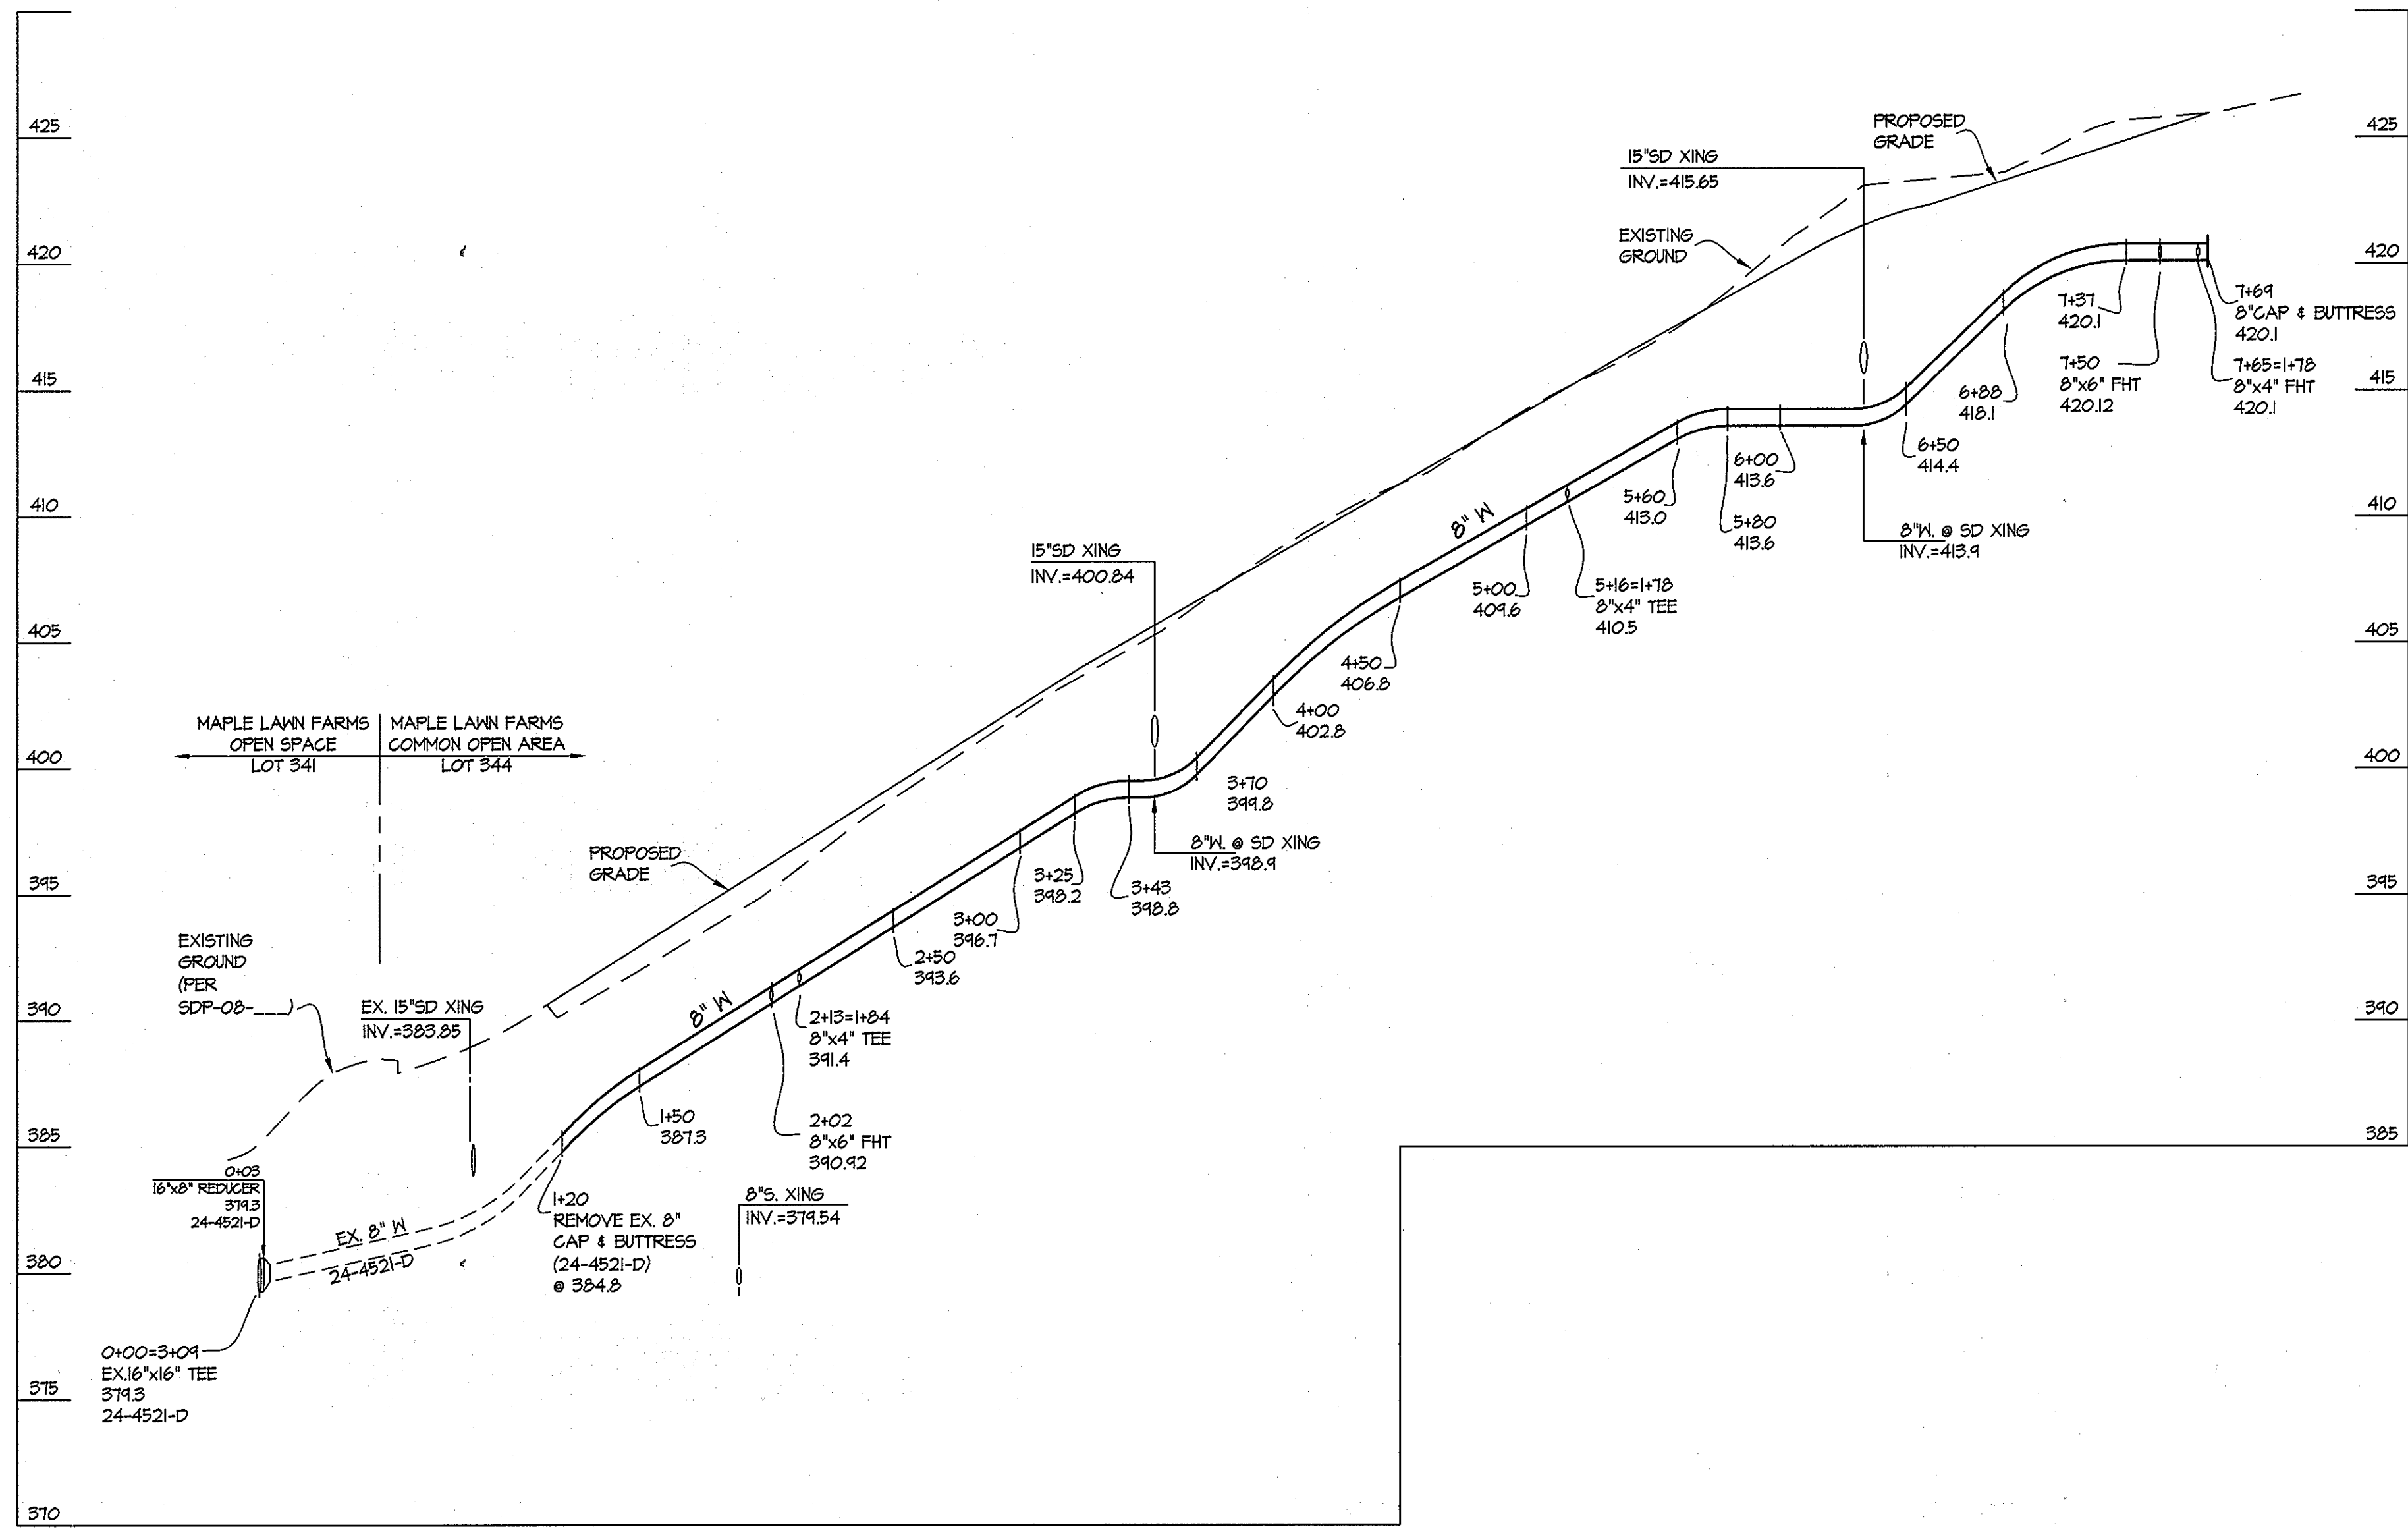 425
420
415
410
405
400
395
390
385
380
375
370
425
420
415
410
405
400
395
390
385
MAPLE LAWN FARMS
OPEN SPACE
LOT 341
MAPLE LAWN FARMS
COMMON OPEN AREA
LOT 344
EXISTING
GROUND
(PER
SDP-08-___)
EX. 15"SD XING
INV.=383.85
0+03
16"x8" REDUCER
379.3
24-4521-D
EX. 8" W
24-4521-D
0+00=3+09
EX.16"x16" TEE
379.3
24-4521-D
1+20
REMOVE EX. 8"
CAP & BUTTRESS
(24-4521-D)
@ 384.8
8"S. XING
INV.=379.54
1+50
387.3
2+02
8"x6" FHT
390.92
2+13=1+84
8"x4" TEE
391.4
8" W
PROPOSED
GRADE
2+50
393.6
3+00
396.7
3+25
398.2
3+43
398.8
15"SD XING
INV.=400.84
8"W. @ SD XING
INV.=398.9
3+70
399.8
4+00
402.8
4+50
406.8
8" W
5+00
409.6
5+16=1+78
8"x4" TEE
410.5
5+60
413.0
5+80
413.6
6+00
413.6
15"SD XING
INV.=415.65
EXISTING
GROUND
PROPOSED
GRADE
8"W. @ SD XING
INV.=413.9
6+50
414.4
6+88
418.1
7+37
420.1
7+50
8"x6" FHT
420.12
7+69
8"CAP & BUTTRESS
420.1
7+65=1+78
8"x4" FHT
420.1